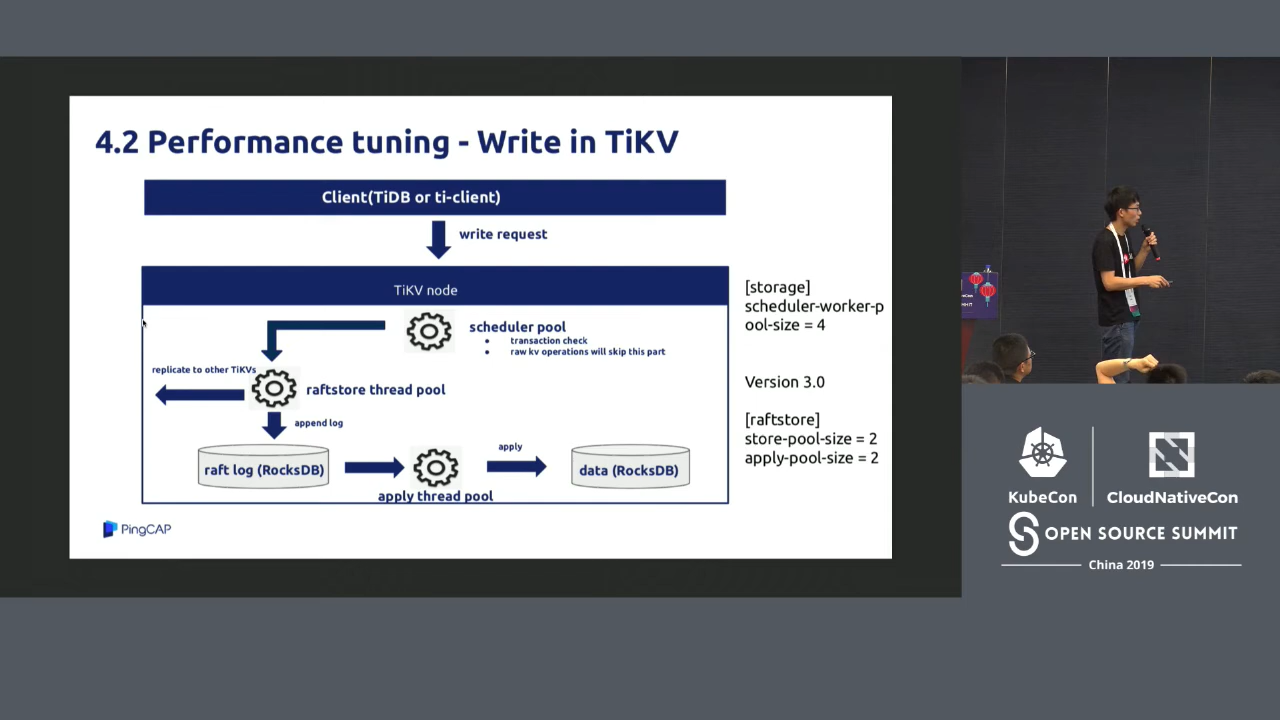 4.2 Performance tuning - Write in TiKV
Client(TiDB or ti-client)
write request
TiKV node
scheduler pool
transaction check
raw kv operations will skip this part
replicate to other TiKVs
raftstore thread pool
append log
raft log (RocksDB)
apply
data (RocksDB)
apply thread pool
[storage]
scheduler-worker-p
ool-size = 4
Version 3.0
[raftstore]
store-pool-size = 2
apply-pool-size = 2
PingCAP
KubeCon
CloudNativeCon
OPEN SOURCE SUMMIT
China 2019